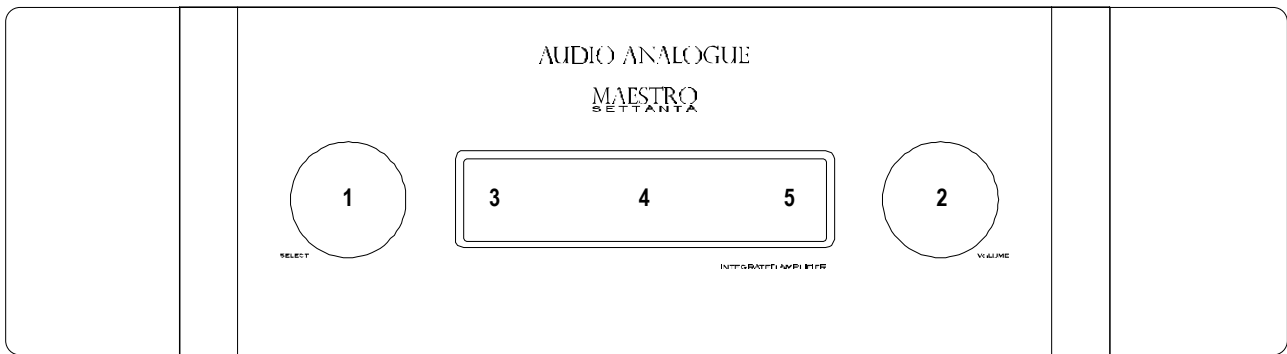 AUDIO ANALOGUE
MAESTRO
SETTANTA
1
3
4
5
2
SELECT
VOLUME
INTEGRATED AMPLIFIER